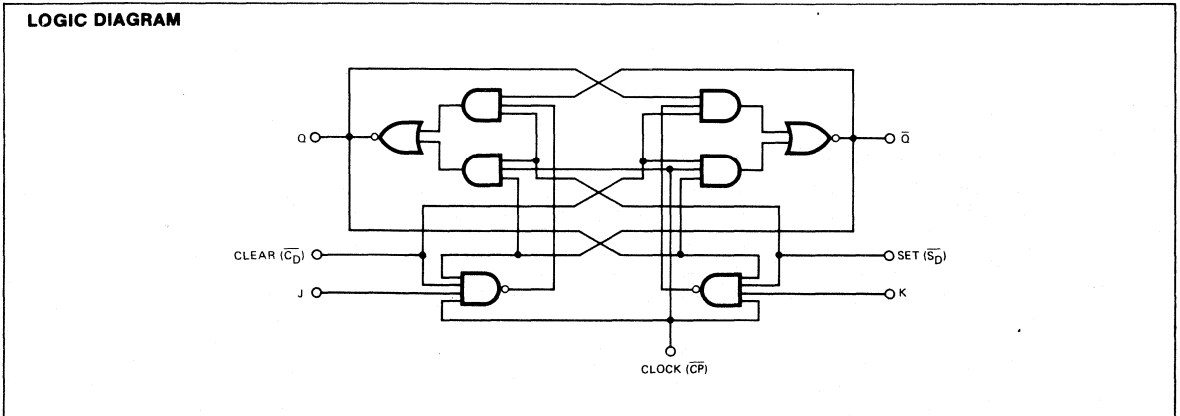 LOGIC DIAGRAM
Q
Q̅
CLEAR (C̅D̅)
SET (S̅D̅)
J
K
CLOCK (C̅P̅)